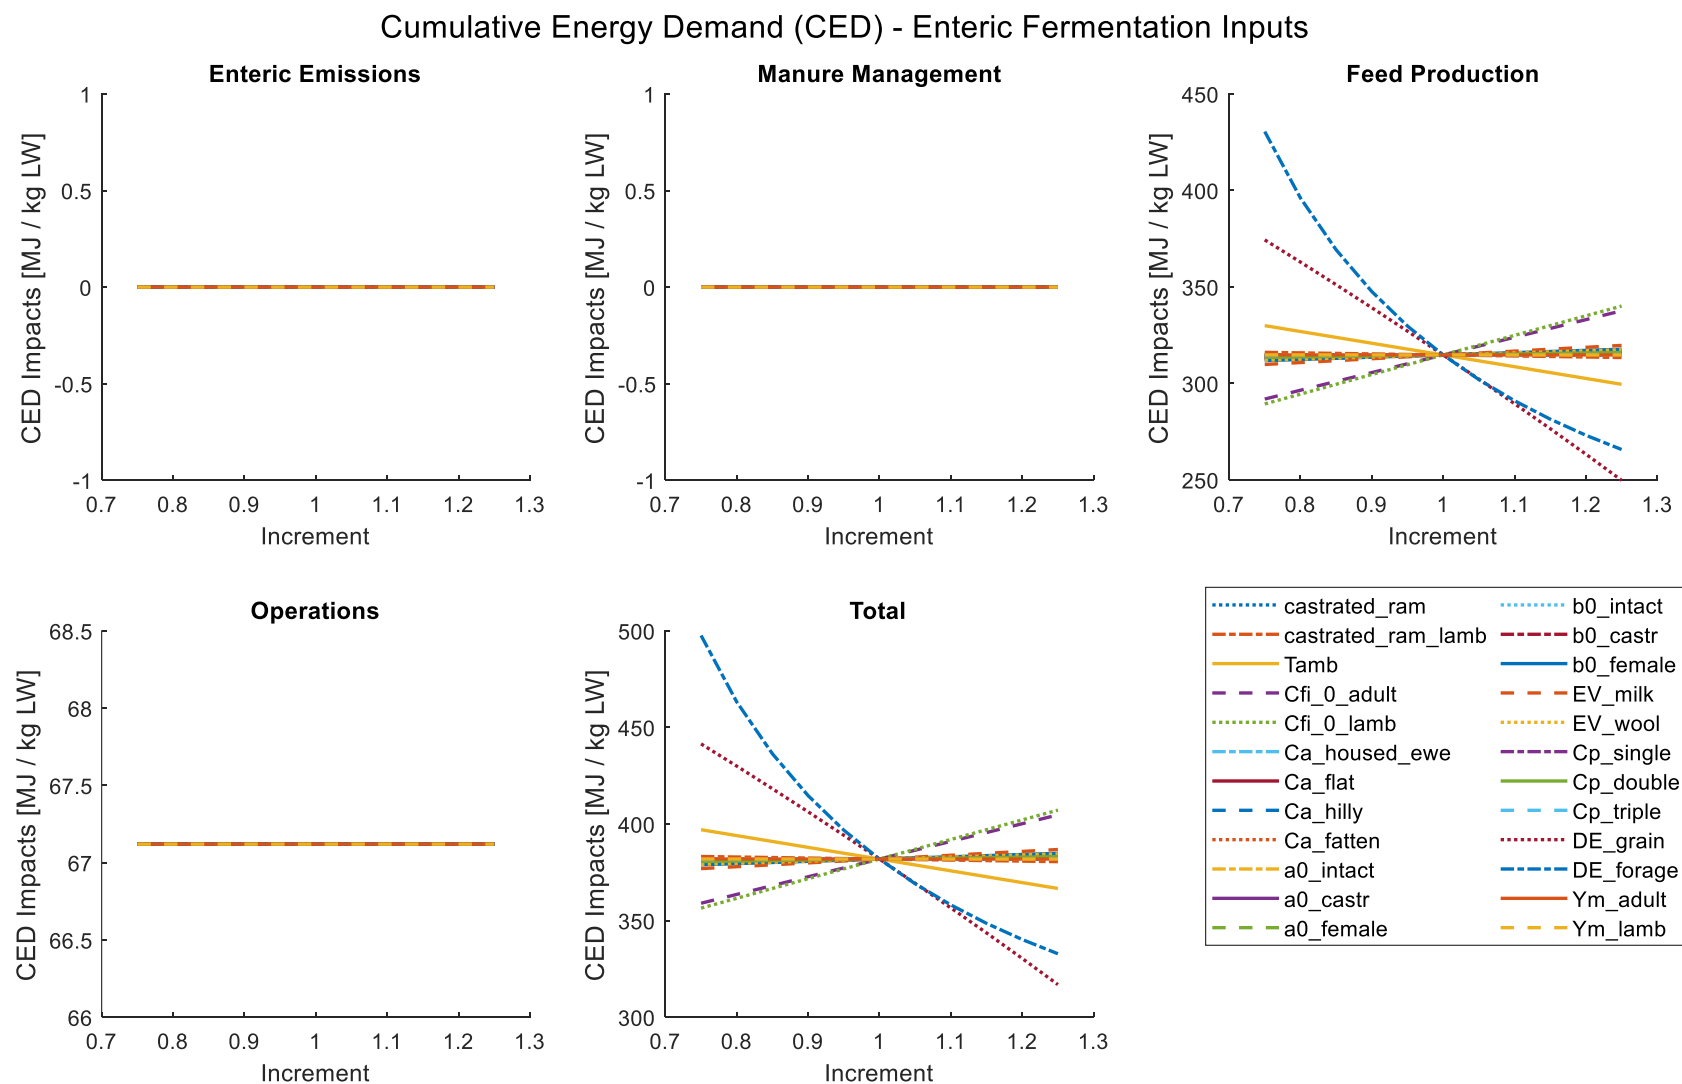 Cumulative Energy Demand (CED) - Enteric Fermentation Inputs
Enteric Emissions
CED Impacts [MJ / kg LW]
1
0.5
0
-0.5
-1
0.7 0.8 0.9 1 1.1 1.2 1.3
Increment
Manure Management
CED Impacts [MJ / kg LW]
1
0.5
0
-0.5
-1
0.7 0.8 0.9 1 1.1 1.2 1.3
Increment
Feed Production
CED Impacts [MJ / kg LW]
450
400
350
300
250
0.7 0.8 0.9 1 1.1 1.2 1.3
Increment
Operations
CED Impacts [MJ / kg LW]
68.5
68
67.5
67
66.5
66
0.7 0.8 0.9 1 1.1 1.2 1.3
Increment
Total
CED Impacts [MJ / kg LW]
500
450
400
350
300
0.7 0.8 0.9 1 1.1 1.2 1.3
Increment
castrated_ram
castrated_ram_lamb
Tamb
Cfi_0_adult
Cfi_0_lamb
Ca_housed_ewe
Ca_flat
Ca_hilly
Ca_fatten
a0_intact
a0_castr
a0_female
b0_intact
b0_castr
b0_female
EV_milk
EV_wool
Cp_single
Cp_double
Cp_triple
DE_grain
DE_forage
Ym_adult
Ym_lamb